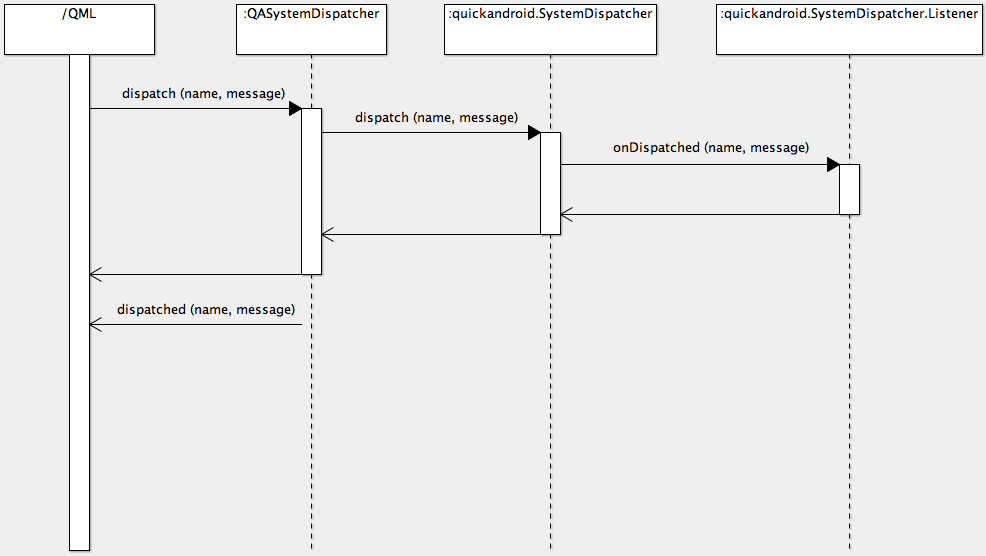 /QML
:QASystemDispatcher
:quickandroid.SystemDispatcher
:quickandroid.SystemDispatcher.Listener
dispatch (name, message)
dispatch (name, message)
onDispatched (name, message)
dispatched (name, message)